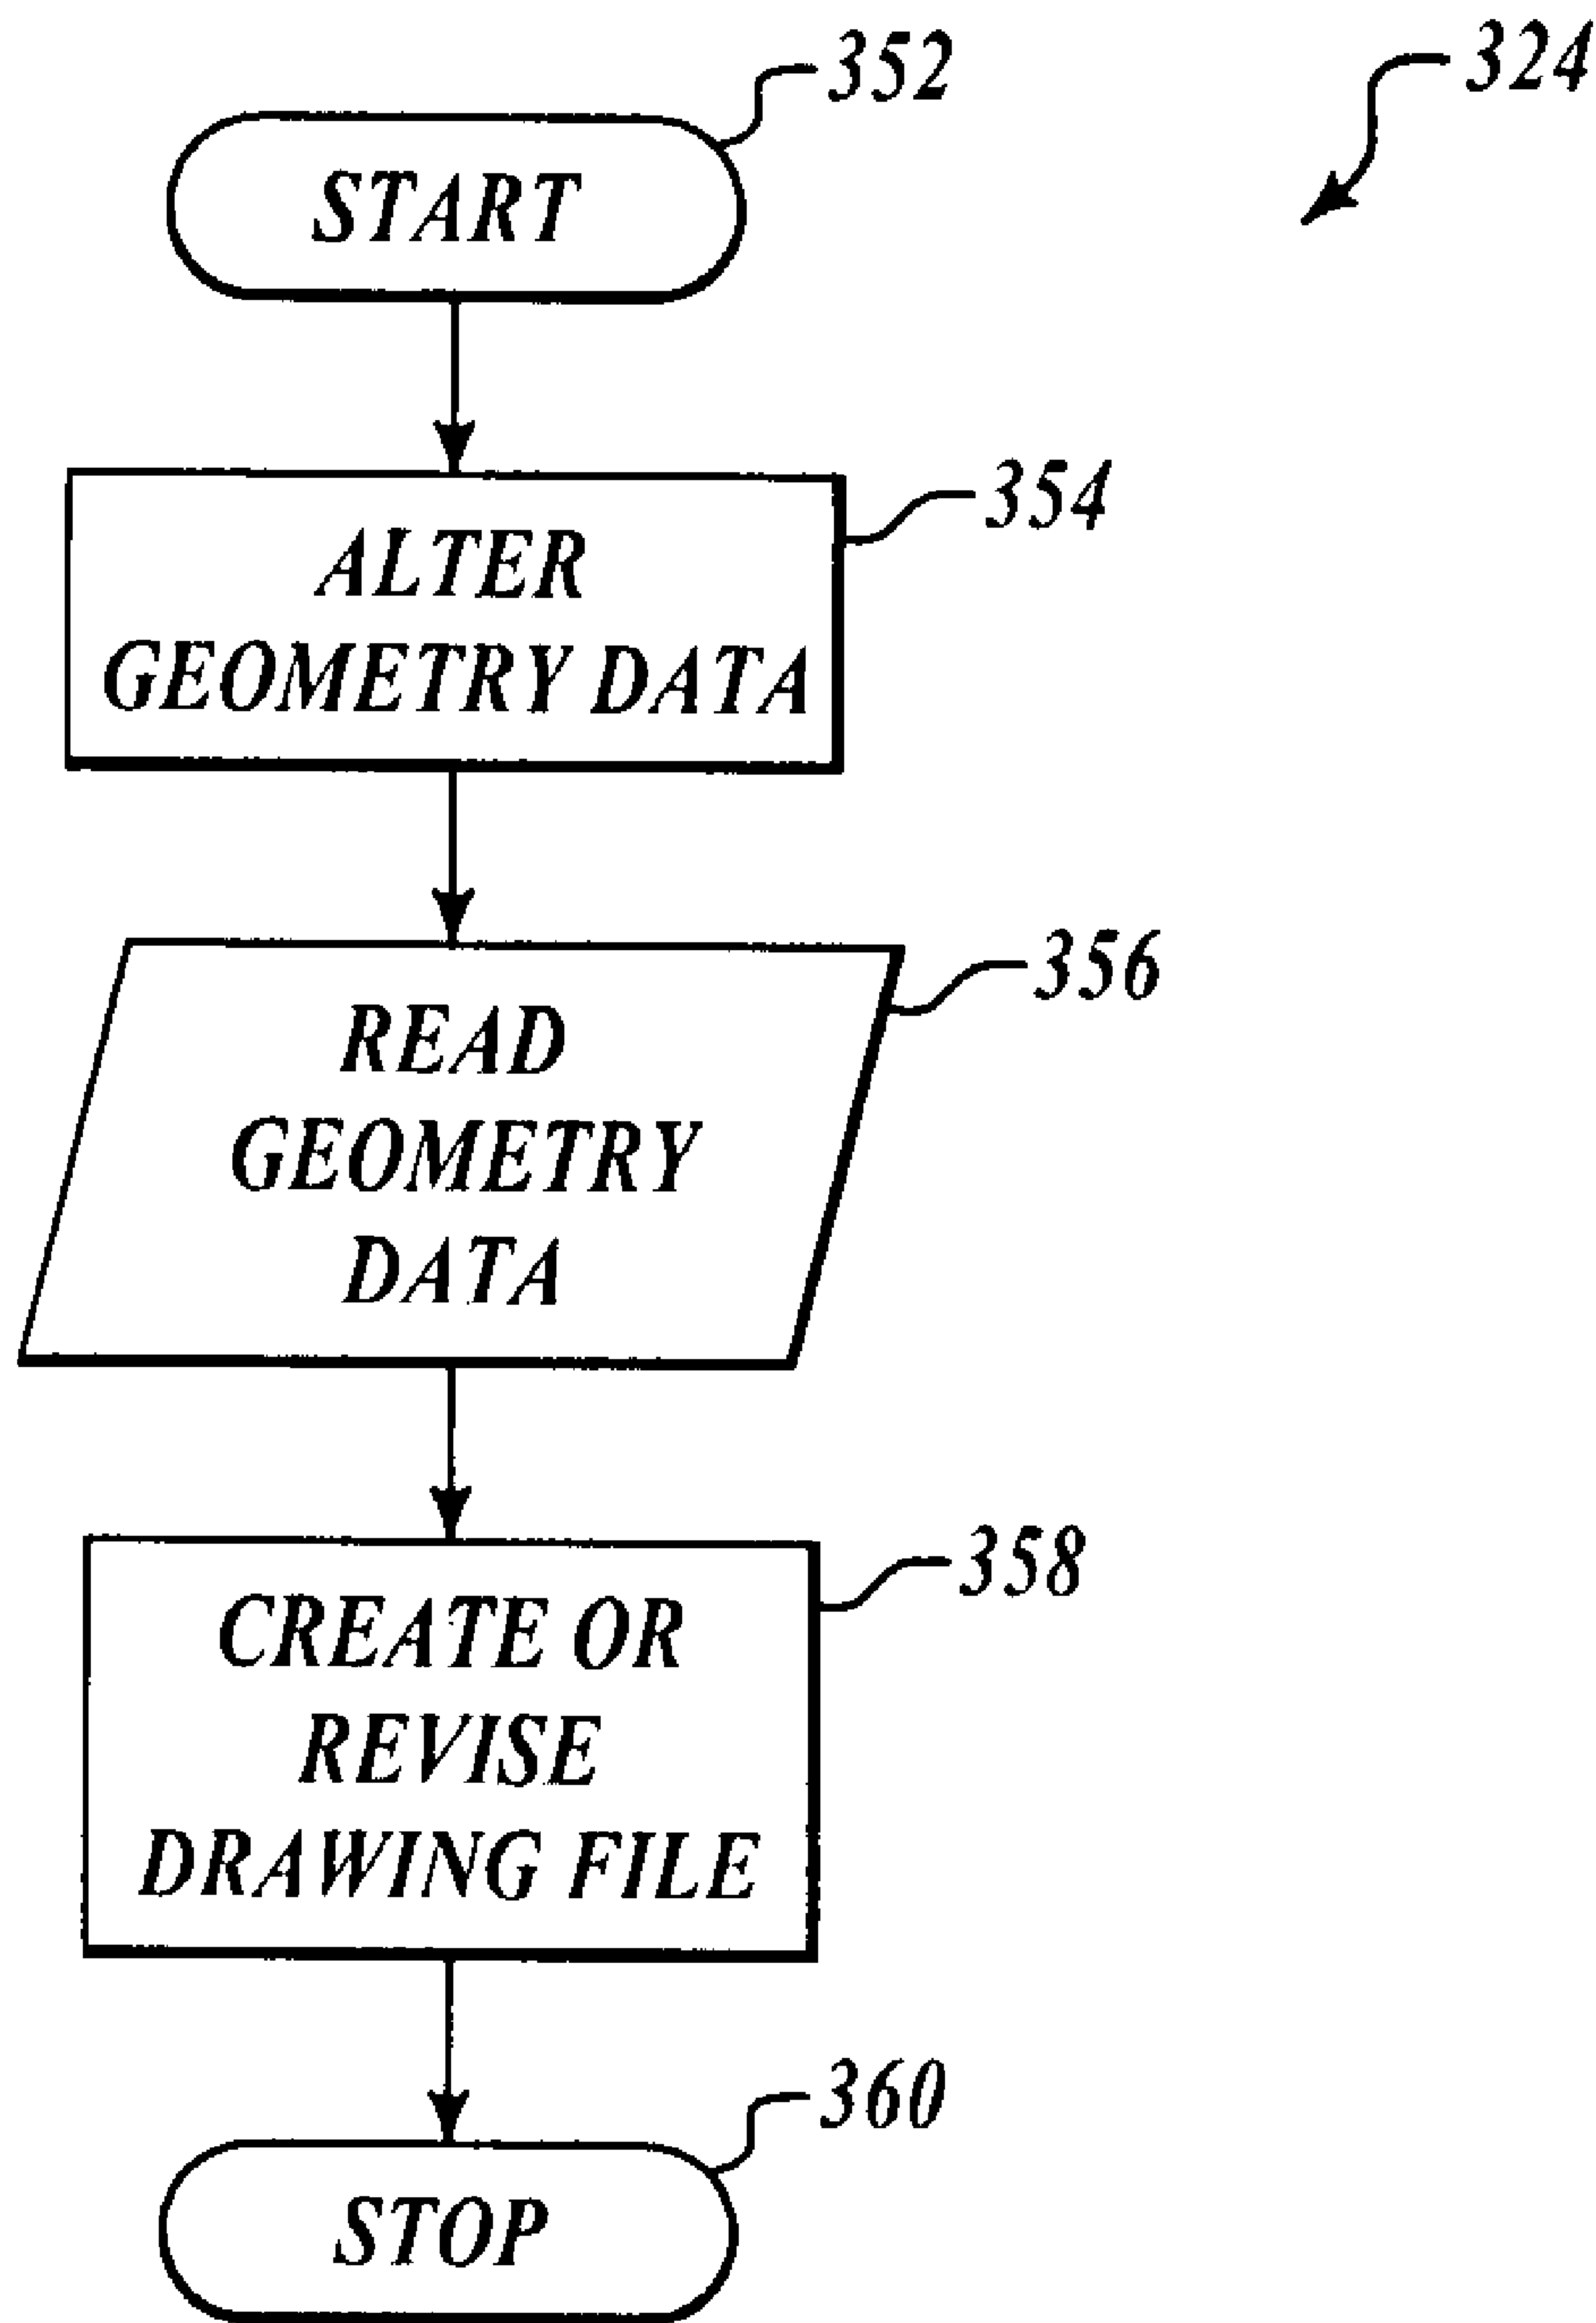 352
324
START
354
ALTER
GEOMETRY DATA
356
READ
GEOMETRY
DATA
358
CREATE OR
REVISE
DRAWING FILE
360
STOP